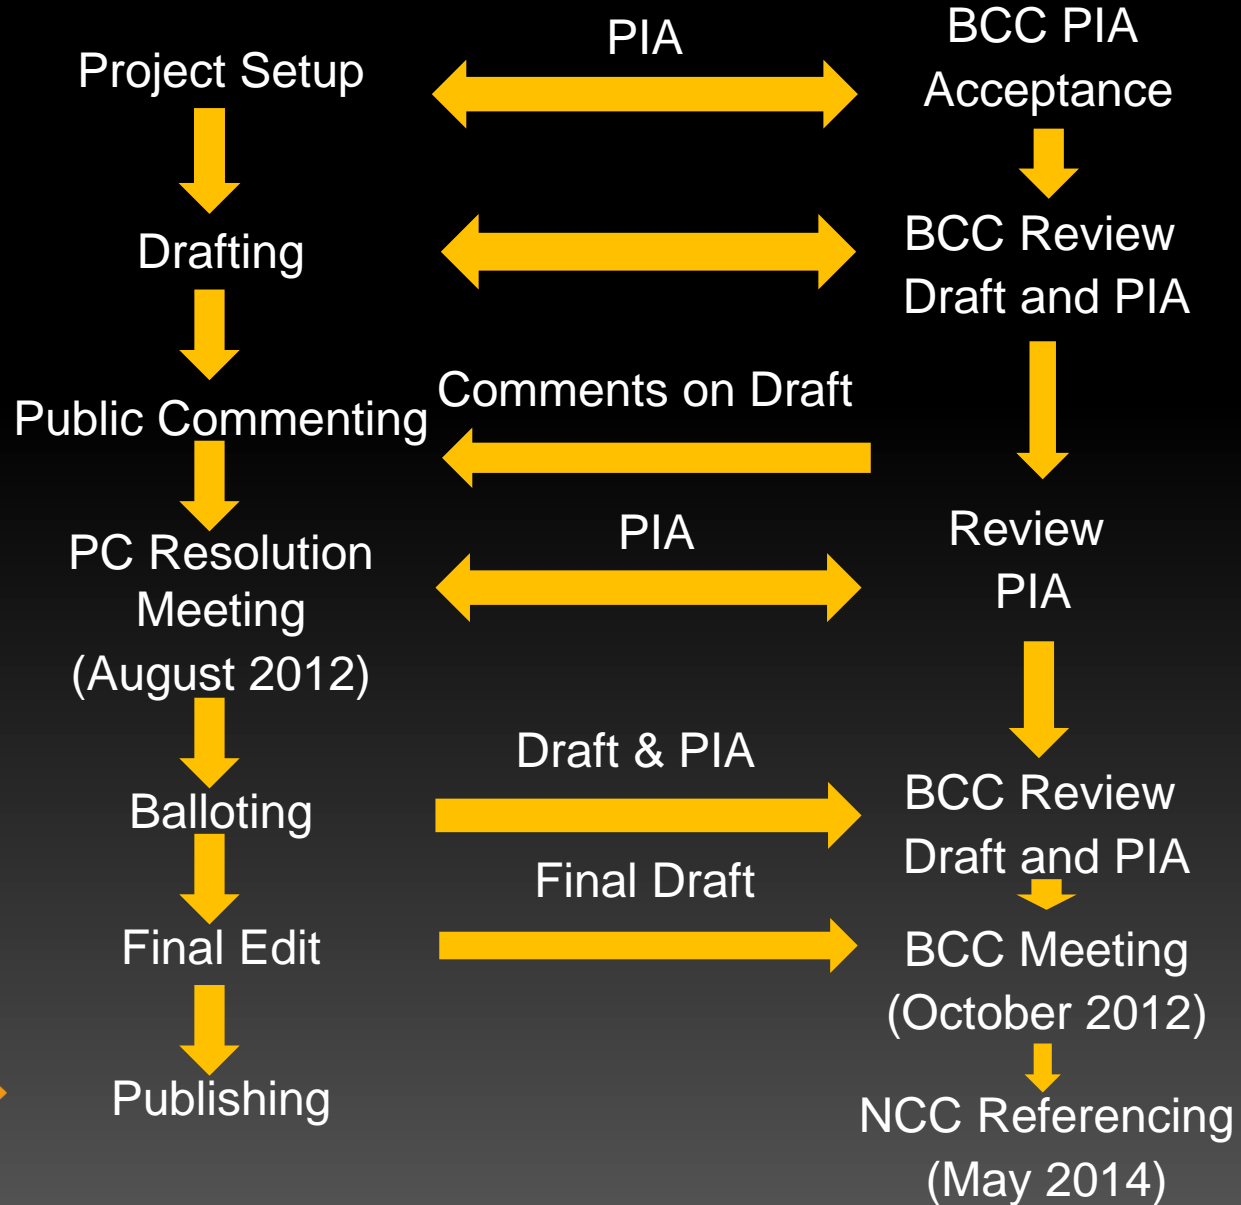 Project Setup
PIA
BCC PIA
Acceptance
Drafting
BCC Review
Draft and PIA
Public Commenting
Comments on Draft
PC Resolution
Meeting
(August 2012)
PIA
Review
PIA
Balloting
Draft & PIA
BCC Review
Draft and PIA
Final Edit
Final Draft
BCC Meeting
(October 2012)
Publishing
NCC Referencing
(May 2014)